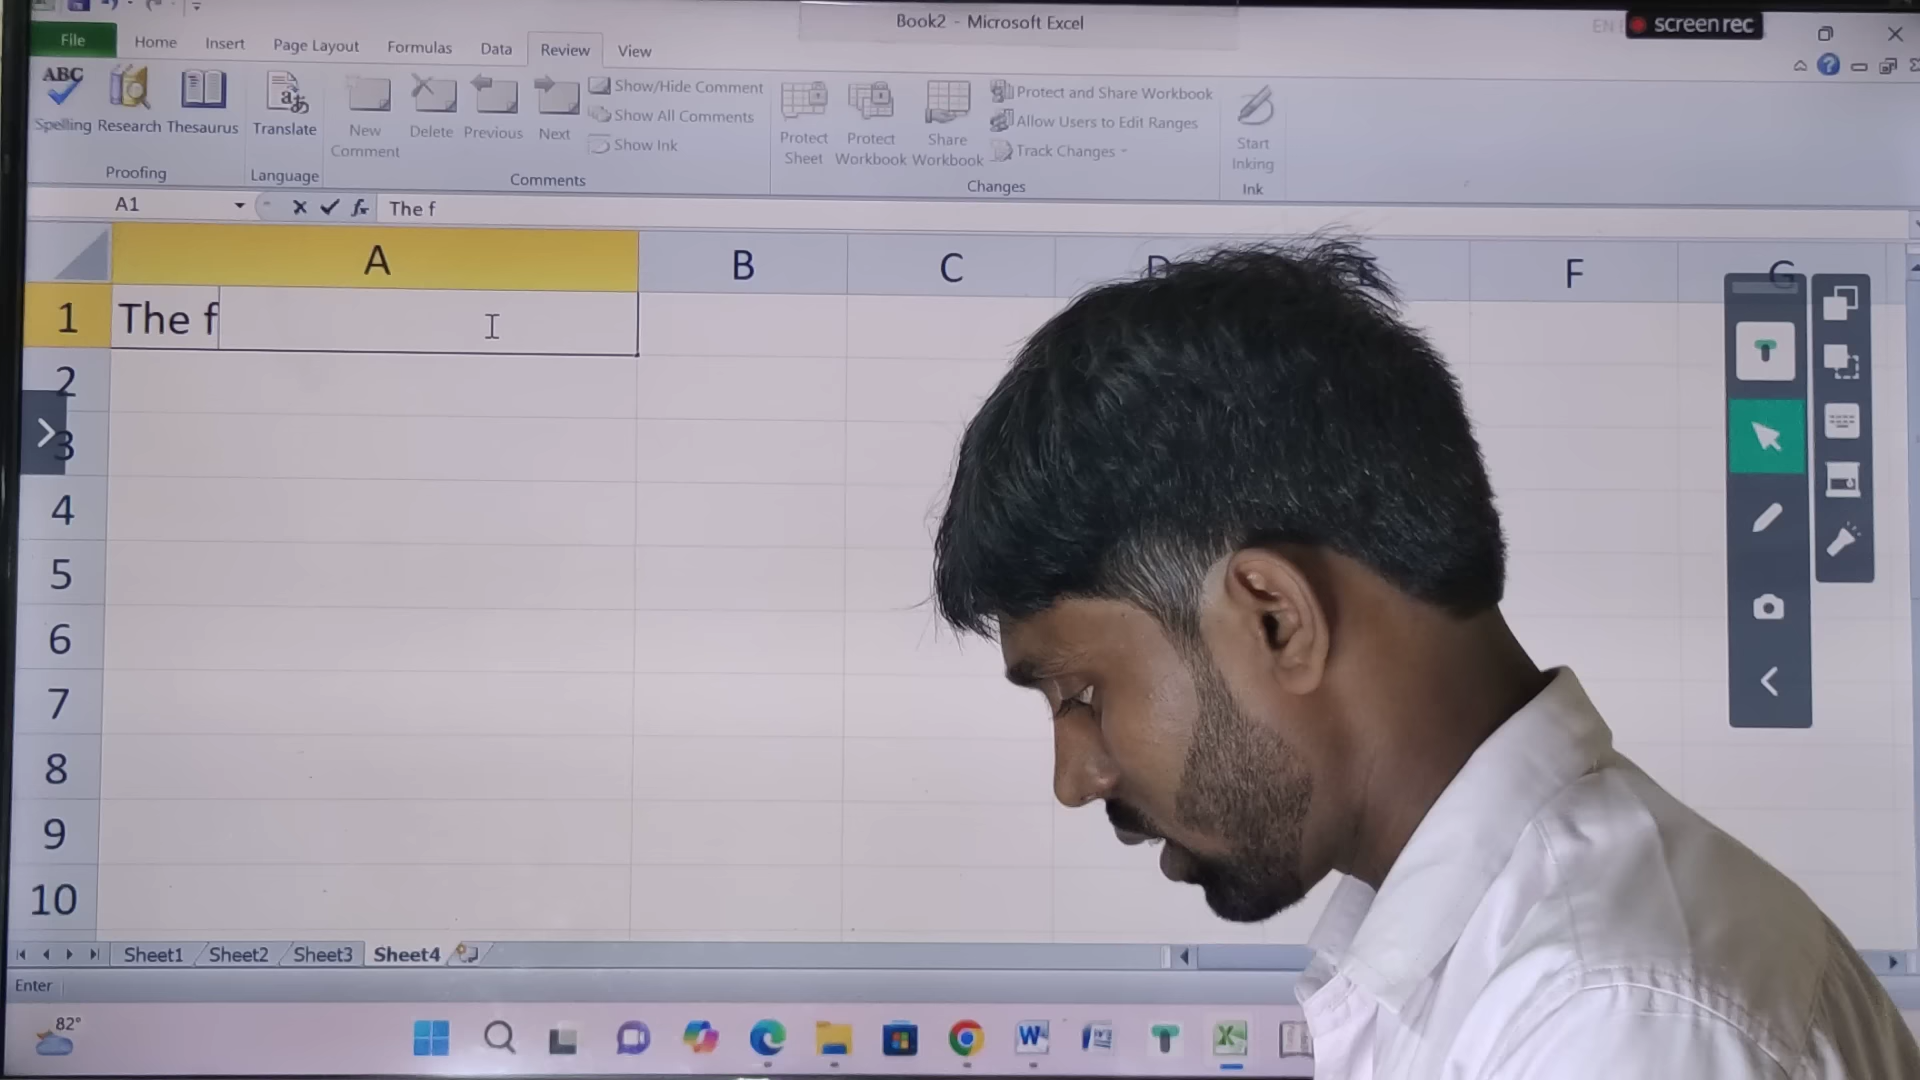 Book2 - Microsoft Excel
EN
screenrec
File Home Insert Page Layout Formulas Data Review View
ABC
Spelling Research Thesaurus
Translate
New Comment
Delete Previous Next
Show/Hide Comment
Show All Comments
Show Ink
Protect Sheet
Protect Workbook
Share Workbook
Protect and Share Workbook
Allow Users to Edit Ranges
Track Changes
Start Inking
Proofing Language Comments Changes Ink
A1 fx The f
A B C D E F G
1 The f
2
3
4
5
6
7
8
9
10
Sheet1 Sheet2 Sheet3 Sheet4
Enter
82°